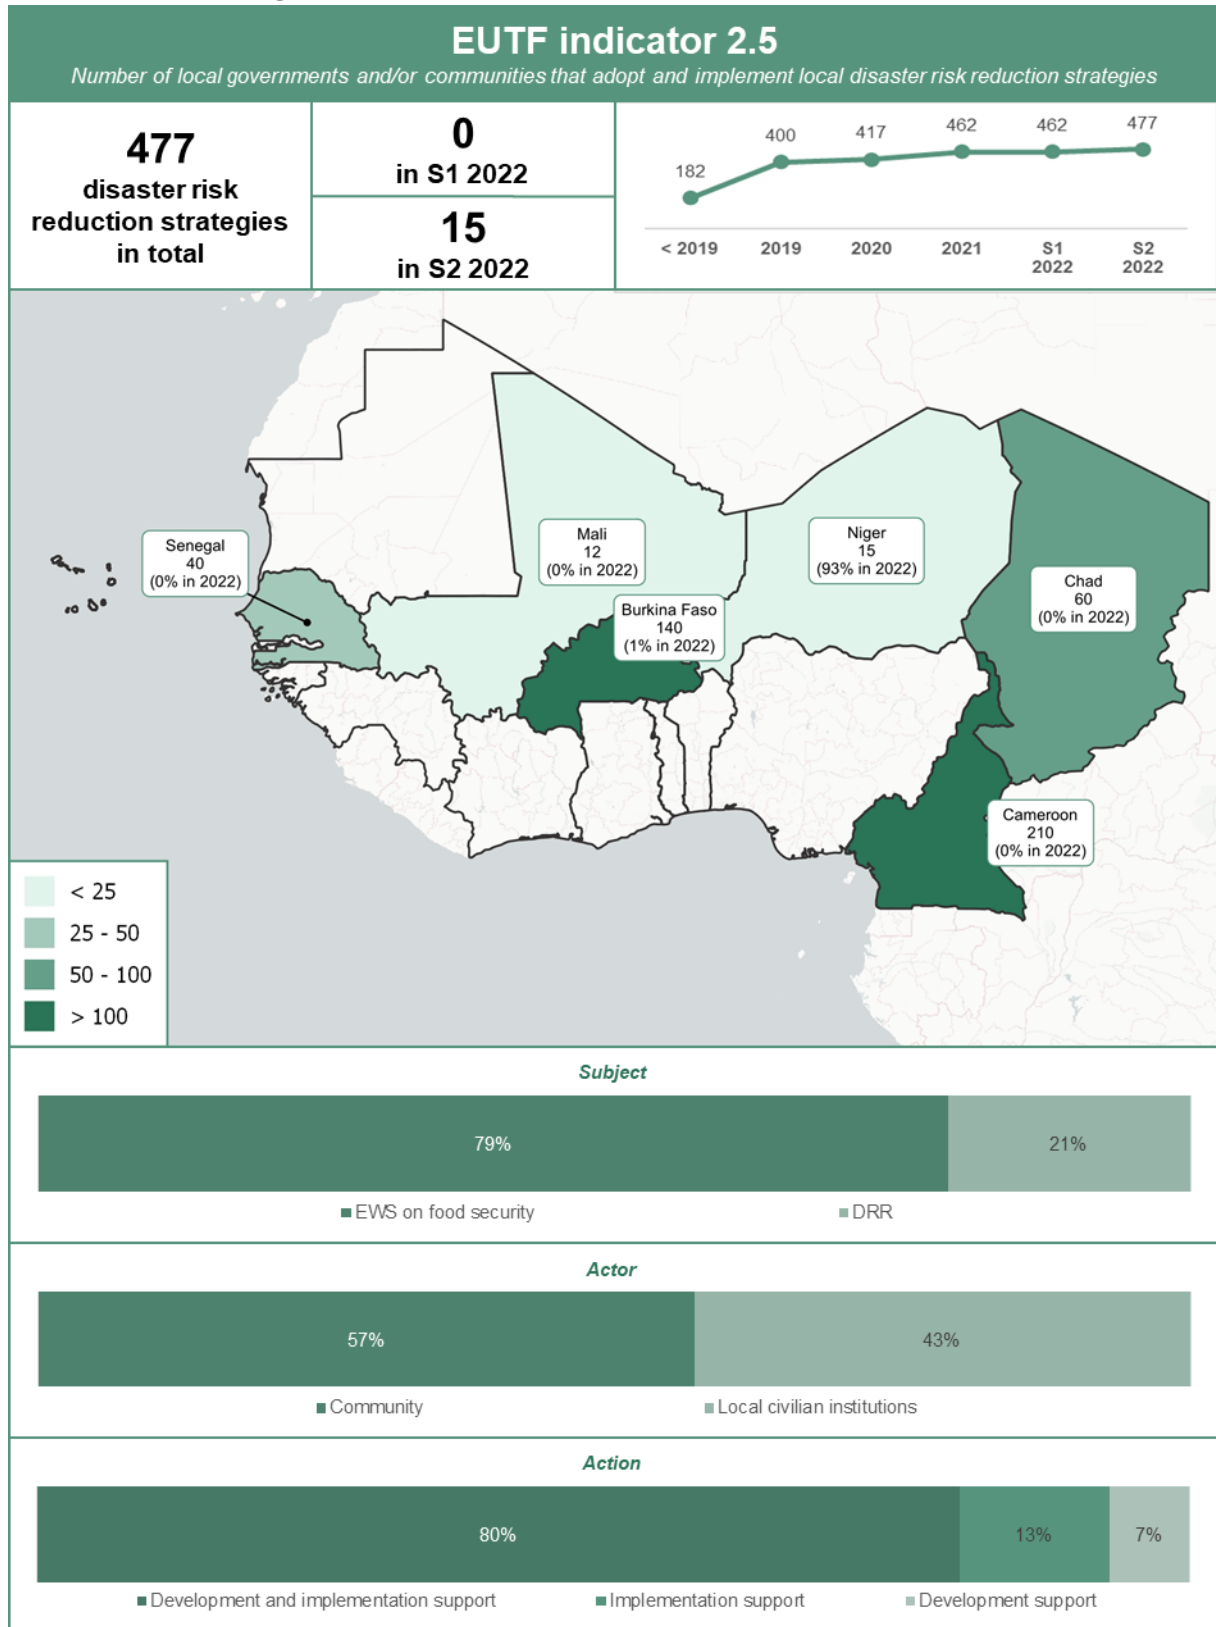 EUTF indicator 2.5
Number of local governments and/or communities that adopt and implement local disaster risk reduction strategies
477
disaster risk
reduction strategies
in total
0
in S1 2022
15
in S2 2022
182
400
417
462
462
477
< 2019
2019
2020
2021
S1
2022
S2
2022
Senegal
40
(0% in 2022)
Mali
12
(0% in 2022)
Burkina Faso
140
(1% in 2022)
Niger
15
(93% in 2022)
Chad
60
(0% in 2022)
Cameroon
210
(0% in 2022)
< 25
25 - 50
50 - 100
> 100
Subject
79%
21%
EWS on food security
DRR
Actor
57%
43%
Community
Local civilian institutions
Action
80%
13%
7%
Development and implementation support
Implementation support
Development support